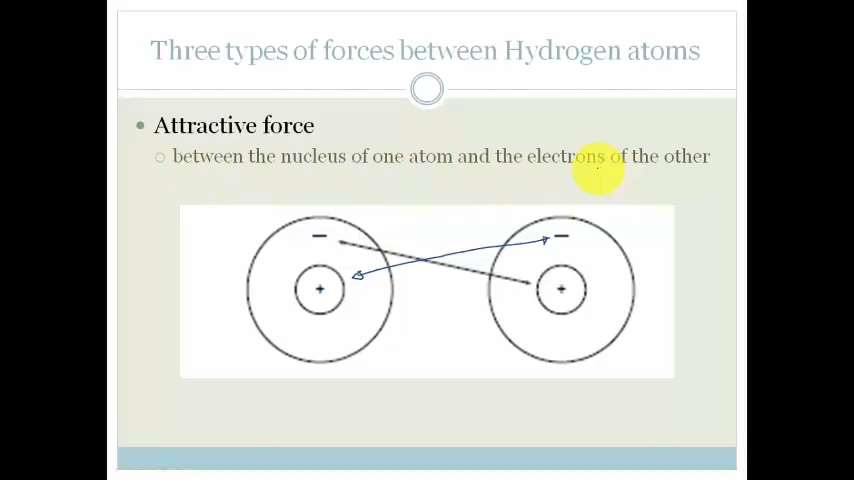 Three types of forces between Hydrogen atoms
Attractive force
between the nucleus of one atom and the electrons of the other
− −
+ +